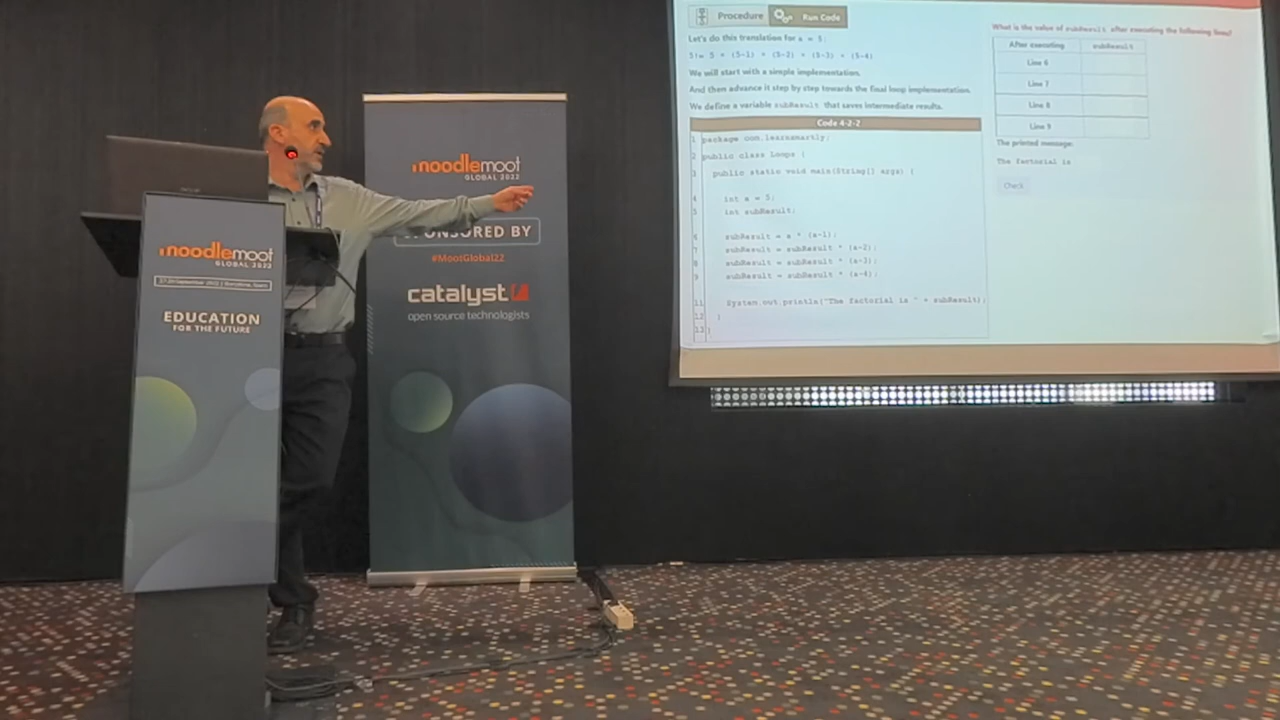 moodlemoot
GLOBAL 2022
EDUCATION
FOR THE FUTURE
moodlemoot
GLOBAL 2022
SPONSORED BY
#MootGlobal22
catalyst
open source technologists
Procedure
Run Code
Let's do this translation for a = 5:
5!= 5 * (5-1) * (5-2) * (5-3) * (5-4)
We will start with a simple implementation.
And then advance it step by step towards the final loop implementation.
We define a variable subResult that saves intermediate results.
Code 4-2-2
1 package com.learnsmartly;
2 public class Loops {
3 public static void main(String[] args) {
4 int a = 5;
5 int subResult;
6 subResult = a * (a-1);
7 subResult = subResult * (a-2);
8 subResult = subResult * (a-3);
9 subResult = subResult * (a-4);
11 System.out.println("The factorial is " + subResult);
12 }
13 }
What is the value of subResult after executing the following lines?
After executing subResult
Line 6
Line 7
Line 8
Line 9
The printed message:
The factorial is
Check